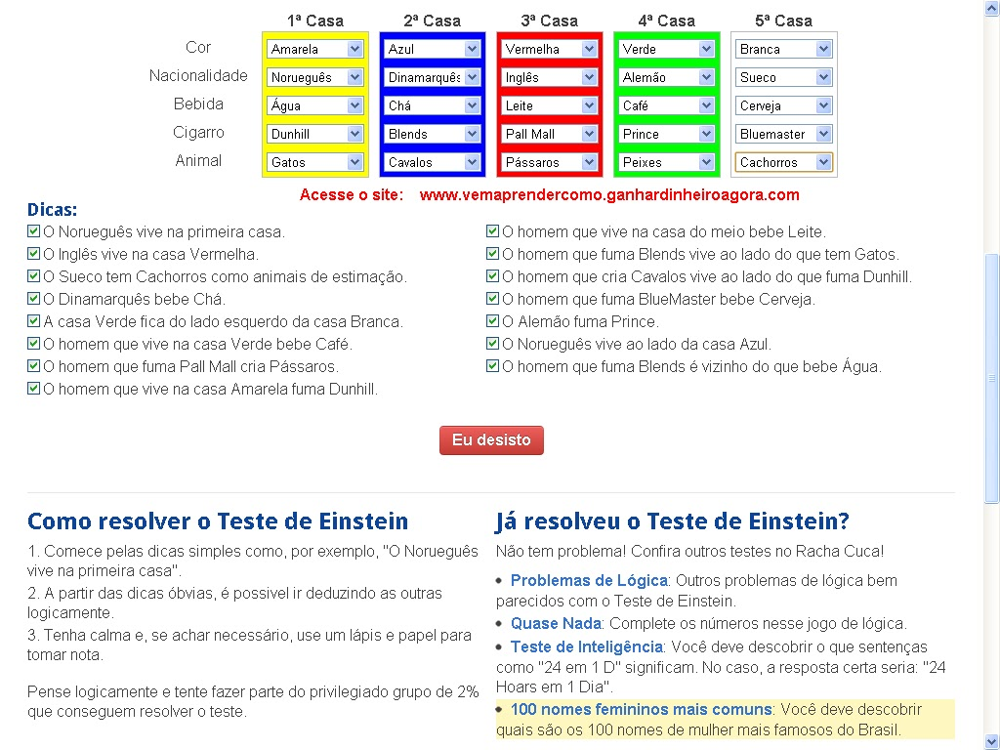 1ª Casa 2ª Casa 3ª Casa 4ª Casa 5ª Casa
Cor Amarela Azul Vermelha Verde Branca
Nacionalidade Norueguês Dinamarquês Inglês Alemão Sueco
Bebida Água Chá Leite Café Cerveja
Cigarro Dunhill Blends Pall Mall Prince Bluemaster
Animal Gatos Cavalos Pássaros Peixes Cachorros
Acesse o site: www.vemaprendercomo.ganhardinheiroagora.com
Dicas:
O Norueguês vive na primeira casa.
O Inglês vive na casa Vermelha.
O Sueco tem Cachorros como animais de estimação.
O Dinamarquês bebe Chá.
A casa Verde fica do lado esquerdo da casa Branca.
O homem que vive na casa Verde bebe Café.
O homem que fuma Pall Mall cria Pássaros.
O homem que vive na casa Amarela fuma Dunhill.
O homem que vive na casa do meio bebe Leite.
O homem que fuma Blends vive ao lado do que tem Gatos.
O homem que cria Cavalos vive ao lado do que fuma Dunhill.
O homem que fuma BlueMaster bebe Cerveja.
O Alemão fuma Prince.
O Norueguês vive ao lado da casa Azul.
O homem que fuma Blends é vizinho do que bebe Água.
Eu desisto
Como resolver o Teste de Einstein
1. Comece pelas dicas simples como, por exemplo, "O Norueguês
vive na primeira casa".
2. A partir das dicas óbvias, é possivel ir deduzindo as outras
logicamente.
3. Tenha calma e, se achar necessário, use um lápis e papel para
tomar nota.
Pense logicamente e tente fazer parte do privilegiado grupo de 2%
que conseguem resolver o teste.
Já resolveu o Teste de Einstein?
Não tem problema! Confira outros testes no Racha Cuca!
• Problemas de Lógica: Outros problemas de lógica bem
parecidos com o Teste de Einstein.
• Quase Nada: Complete os números nesse jogo de lógica.
• Teste de Inteligência: Você deve descobrir o que sentenças
como "24 em 1 D" significam. No caso, a resposta certa seria: "24
Hoars em 1 Dia".
• 100 nomes femininos mais comuns: Você deve descobrir
quais são os 100 nomes de mulher mais famosos do Brasil.